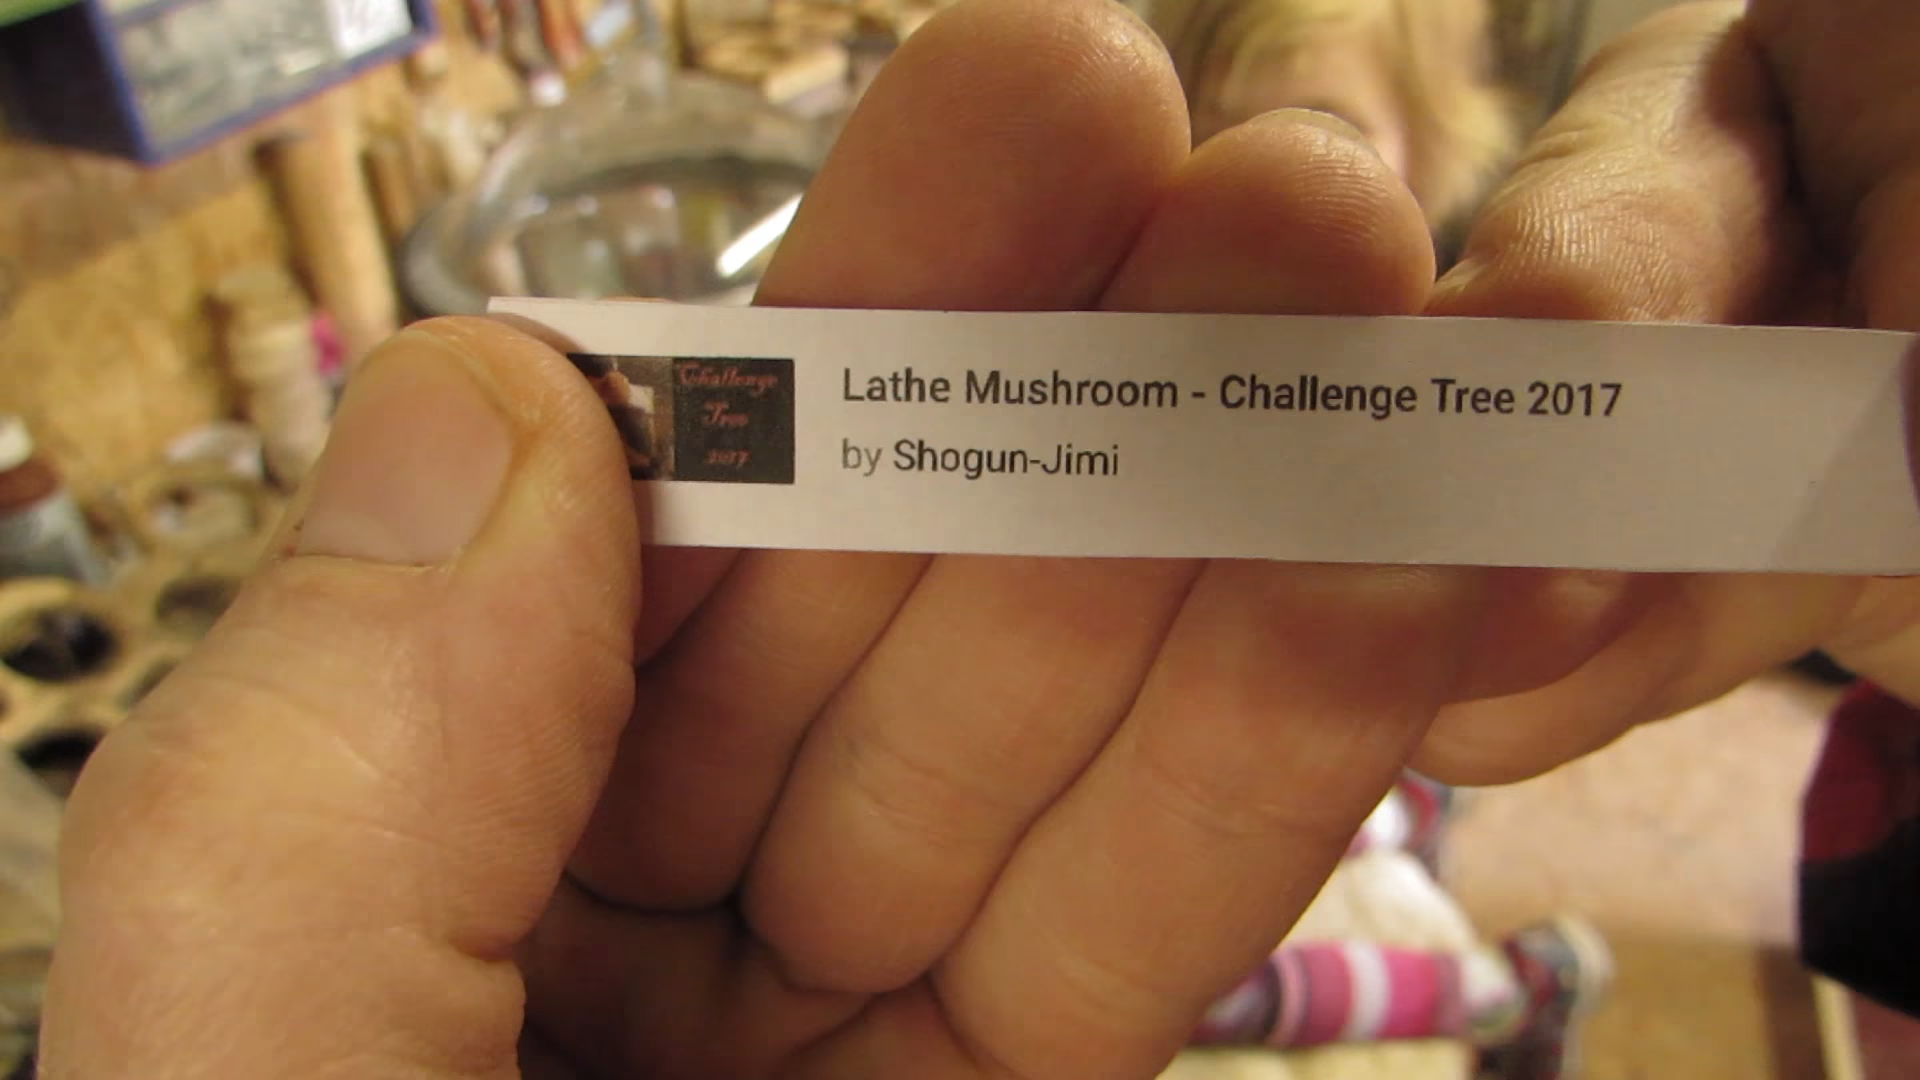 Challenge
Tree
2017
Lathe Mushroom - Challenge Tree 2017
by Shogun-Jimi